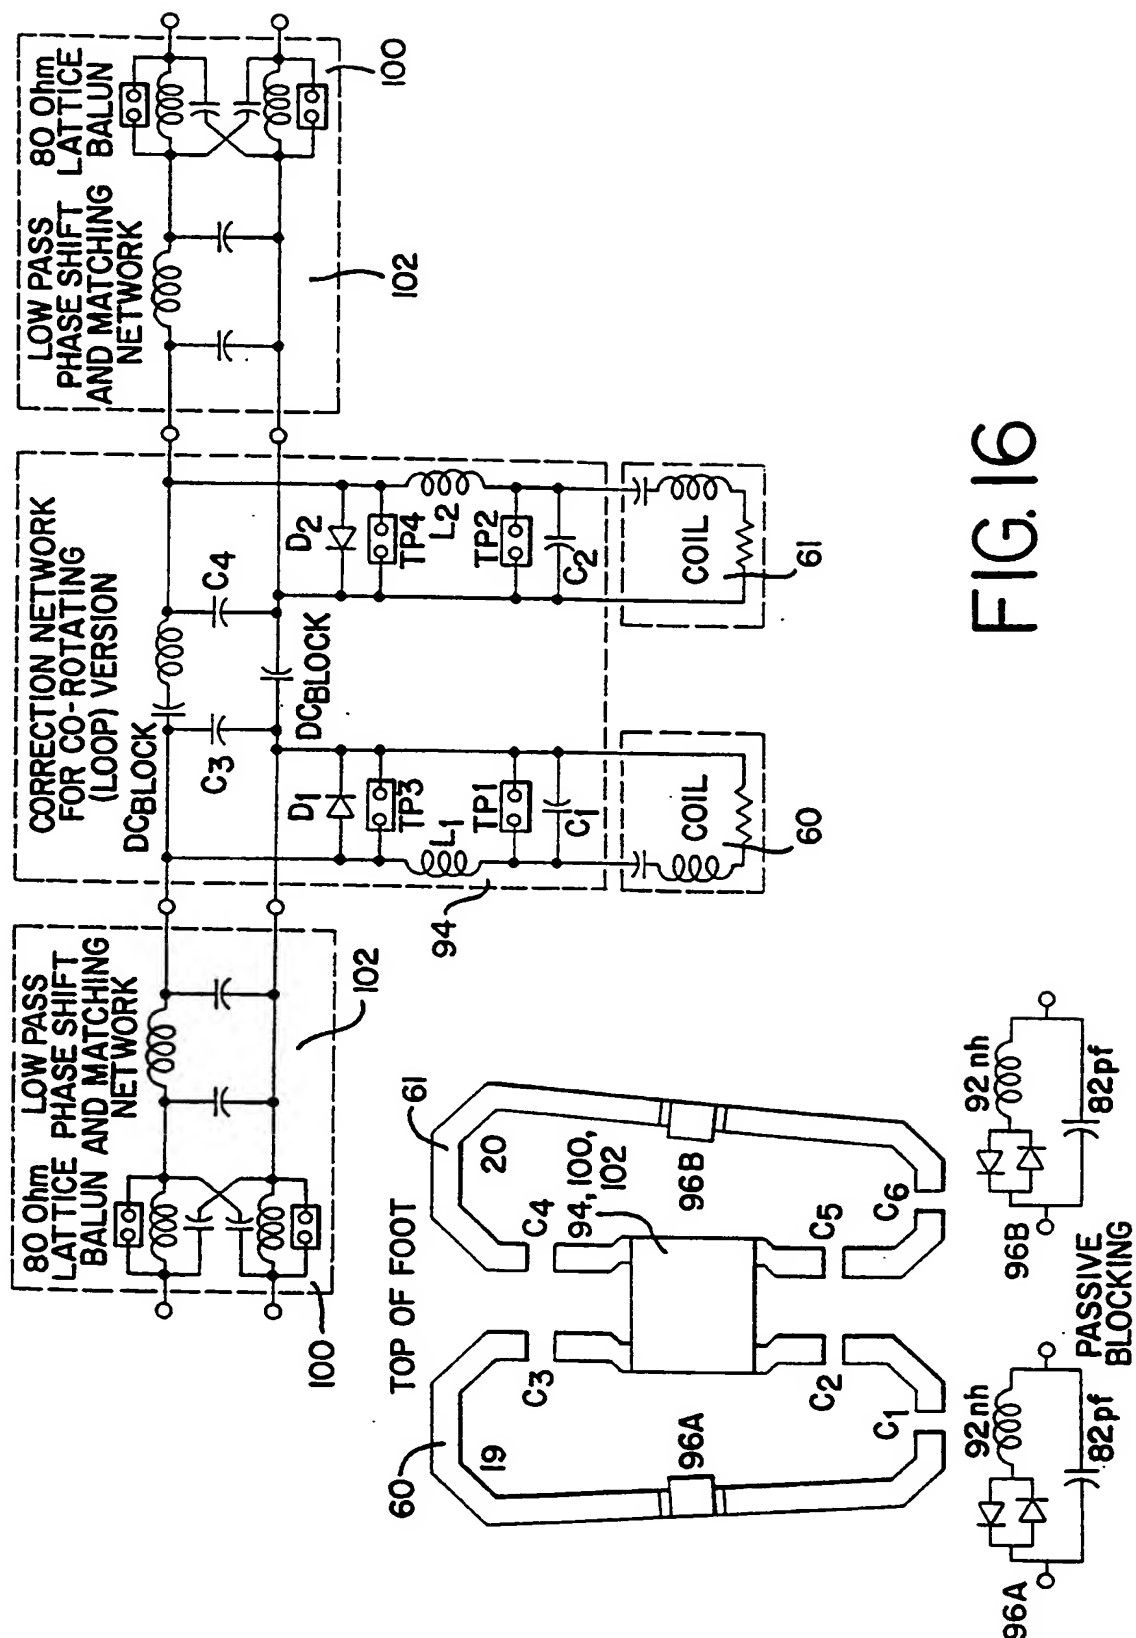 80 Ohm
LATTICE
BALUN
LOW PASS
PHASE SHIFT
AND MATCHING
NETWORK
100
102
CORRECTION NETWORK
FOR CO-ROTATING
(LOOP) VERSION
DCBLOCK
C3
C4
DCBLOCK
D1
TP3
L1
TP1
C1
94
COIL
60
D2
TP4
L2
TP2
C2
COIL
61
LOW PASS
PHASE SHIFT
AND MATCHING
NETWORK
80 Ohm
LATTICE
BALUN
102
100
TOP OF FOOT
60
19
C3
96A
C2
C1
61
20
C4
94, 100,
102
96B
C5
C6
96A
92nh
82pf
96B
92nh
82pf
PASSIVE
BLOCKING
FIG. 16